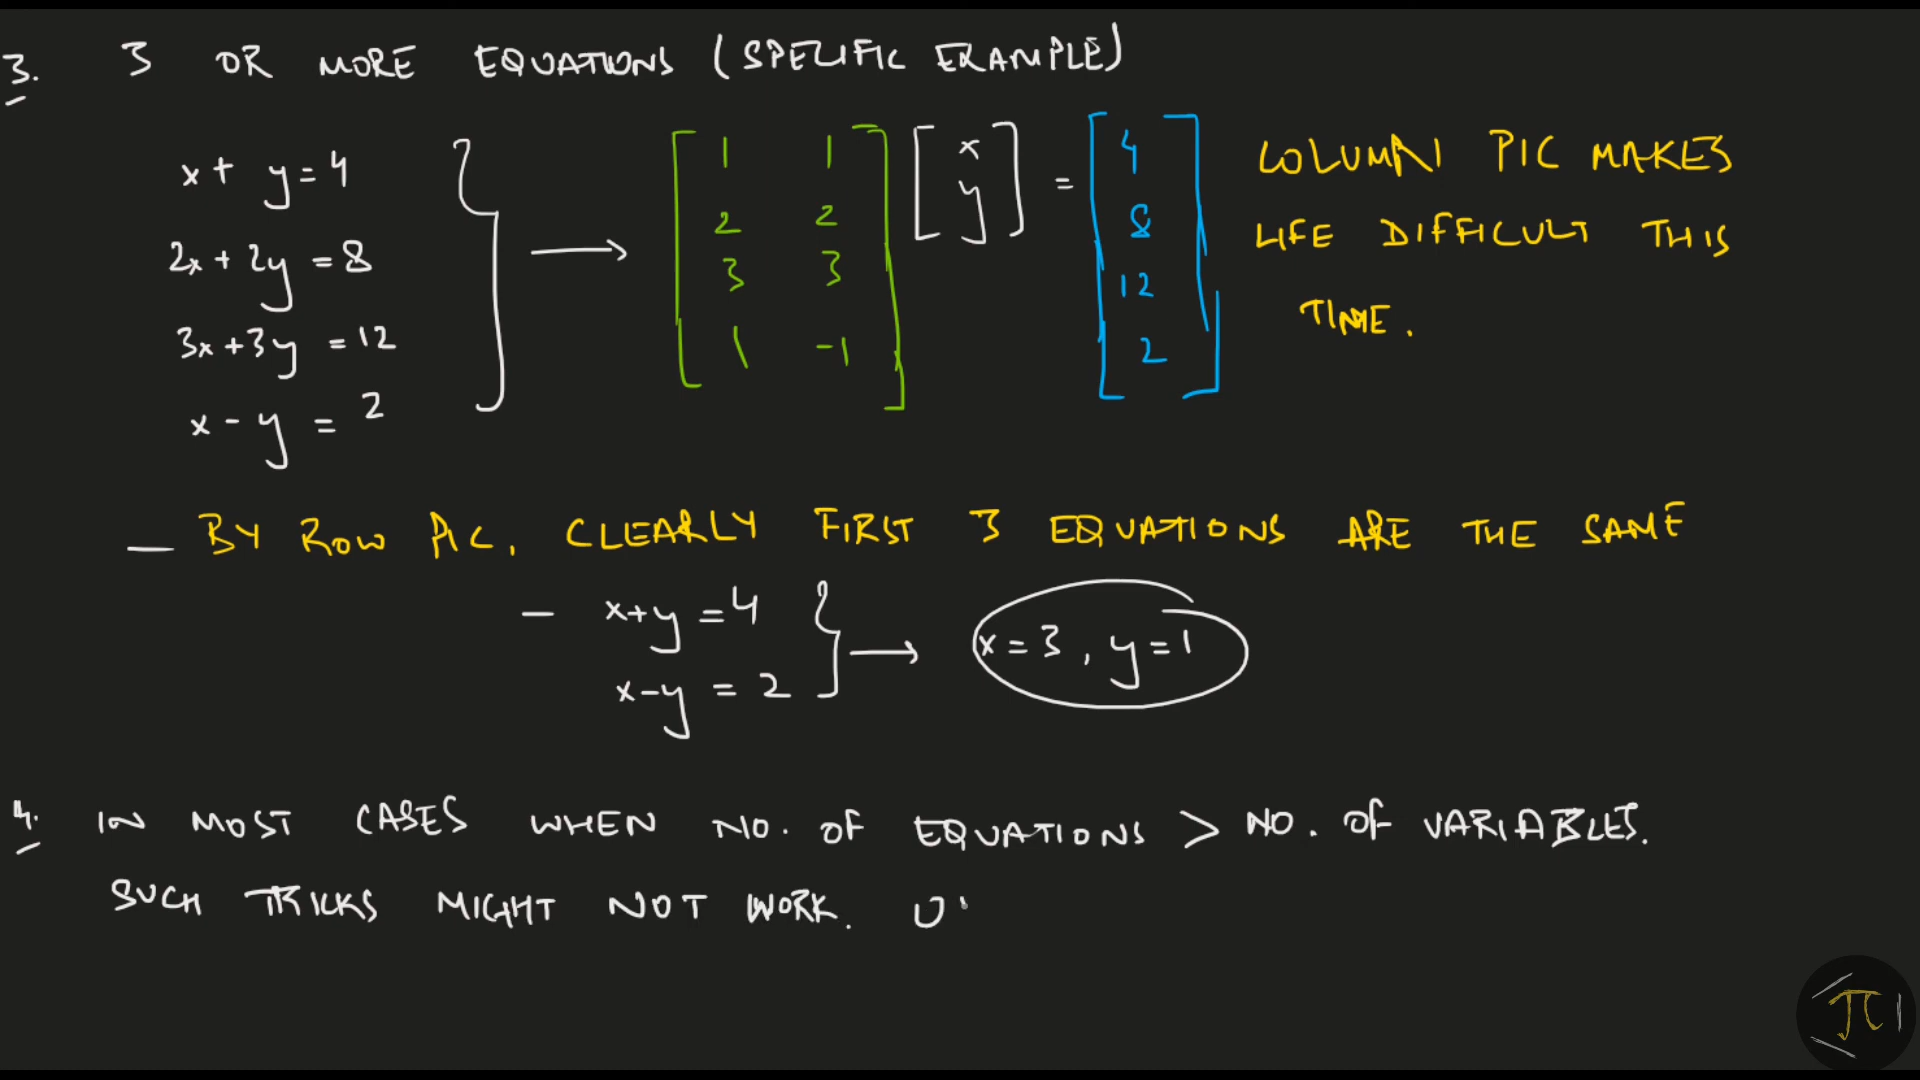 3. 3 OR MORE EQUATIONS (SPECIFIC EXAMPLE)
x + y = 4
2x + 2y = 8
3x + 3y = 12
x - y = 2
[1 1
2 2
3 3
1 -1] [x
y] = [4
8
12
2]
COLUMN PIC MAKES
LIFE DIFFICULT THIS
TIME.
— BY ROW PIC, CLEARLY FIRST 3 EQUATIONS ARE THE SAME
- x+y = 4
x-y = 2
x = 3, y = 1
4. IN MOST CASES WHEN NO. OF EQUATIONS > NO. OF VARIABLES.
SUCH TRICKS MIGHT NOT WORK.
π